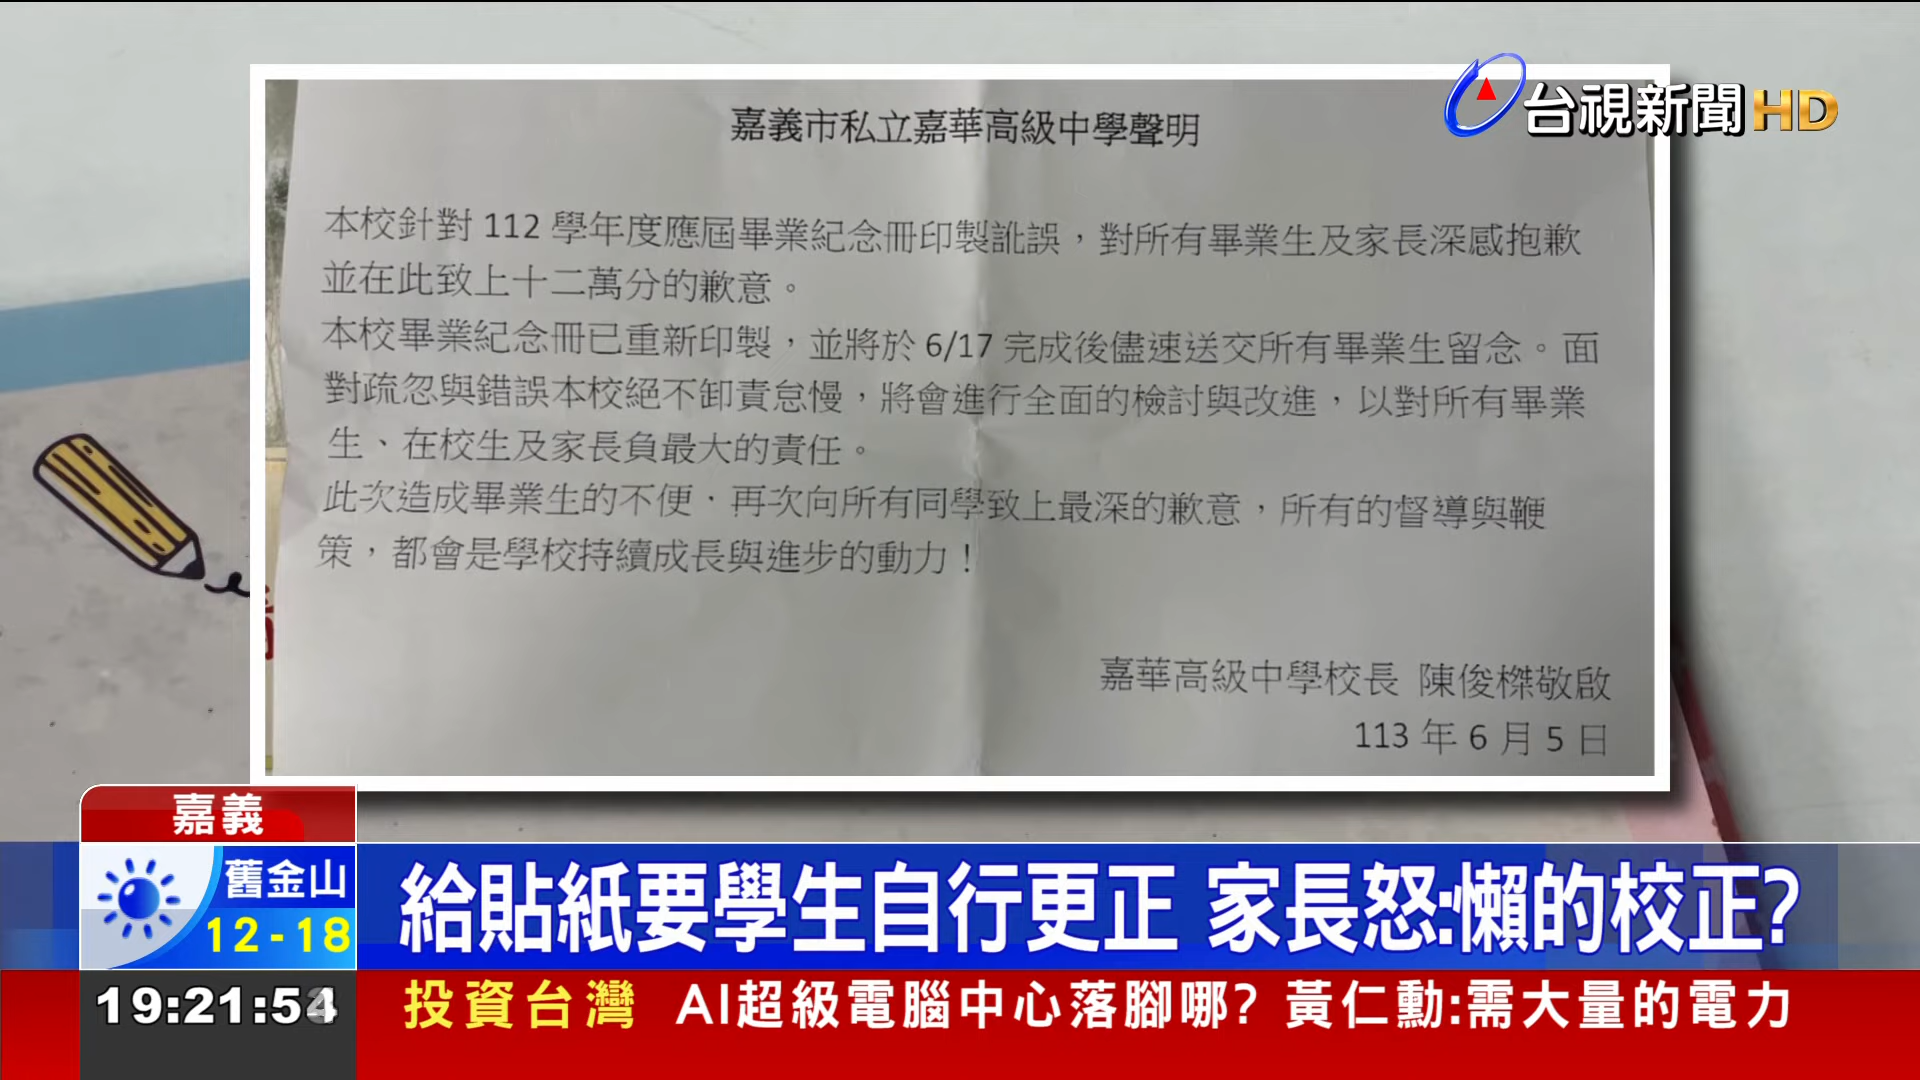 台視新聞HD
嘉義市私立嘉華高級中學聲明
本校針對 112 學年度應屆畢業紀念冊印製訛誤，對所有畢業生及家長深感抱歉
並在此致上十二萬分的歉意。
本校畢業紀念冊已重新印製，並將於 6/17 完成後儘速送交所有畢業生留念。面
對疏忽與錯誤本校絕不卸責怠慢，將會進行全面的檢討與改進，以對所有畢業
生、在校生及家長負最大的責任。
此次造成畢業生的不便，再次向所有同學致上最深的歉意，所有的督導與鞭
策，都會是學校持續成長與進步的動力！
嘉華高級中學校長 陳俊榤敬啟
113 年 6 月 5 日
嘉義
舊金山
12-18
給貼紙要學生自行更正 家長怒:懶的校正?
19:21:54
投資台灣 AI超級電腦中心落腳哪? 黃仁勳:需大量的電力